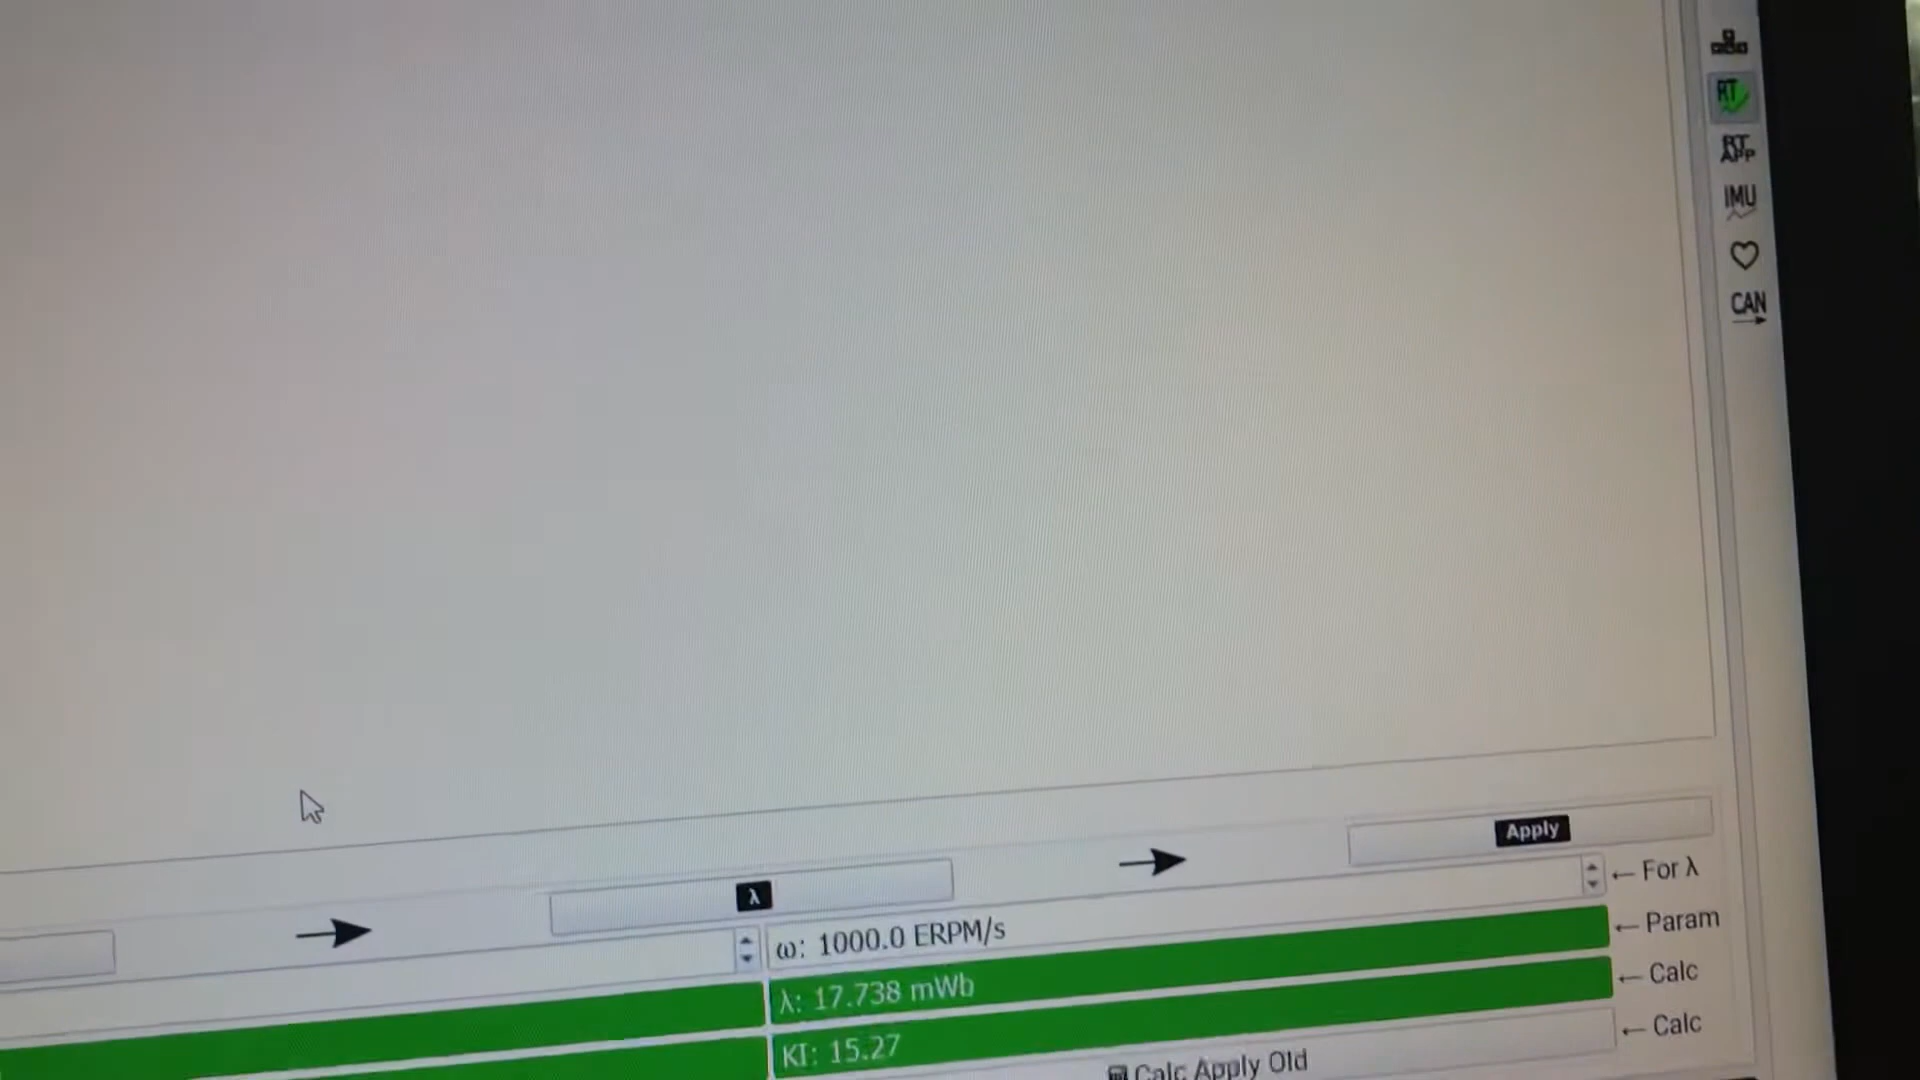 RT
RT
APP
IMU
CAN
Apply
λ
← For λ
ω: 1000.0 ERPM/s
← Param
λ: 17.738 mWb
← Calc
KI: 15.27
← Calc
Calc Apply Old